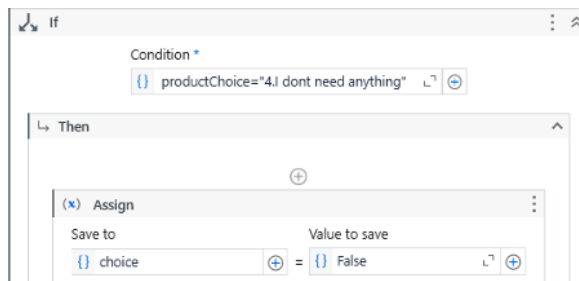 If
Condition *
{} productChoice="4.I dont need anything"
Then
(x) Assign
Save to Value to save
{} choice = {} False